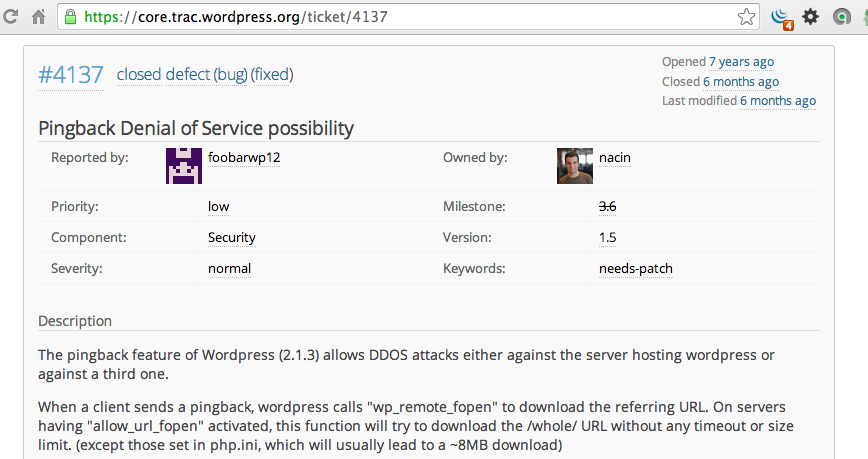 https://core.trac.wordpress.org/ticket/4137
4
#4137 closed defect (bug) (fixed)
Opened 7 years ago
Closed 6 months ago
Last modified 6 months ago
Pingback Denial of Service possibility
Reported by: foobarwp12 Owned by: nacin
Priority: low Milestone: 3.6
Component: Security Version: 1.5
Severity: normal Keywords: needs-patch
Description
The pingback feature of Wordpress (2.1.3) allows DDOS attacks either against the server hosting wordpress or
against a third one.
When a client sends a pingback, wordpress calls "wp_remote_fopen" to download the referring URL. On servers
having "allow_url_fopen" activated, this function will try to download the /whole/ URL without any timeout or size
limit. (except those set in php.ini, which will usually lead to a ~8MB download)